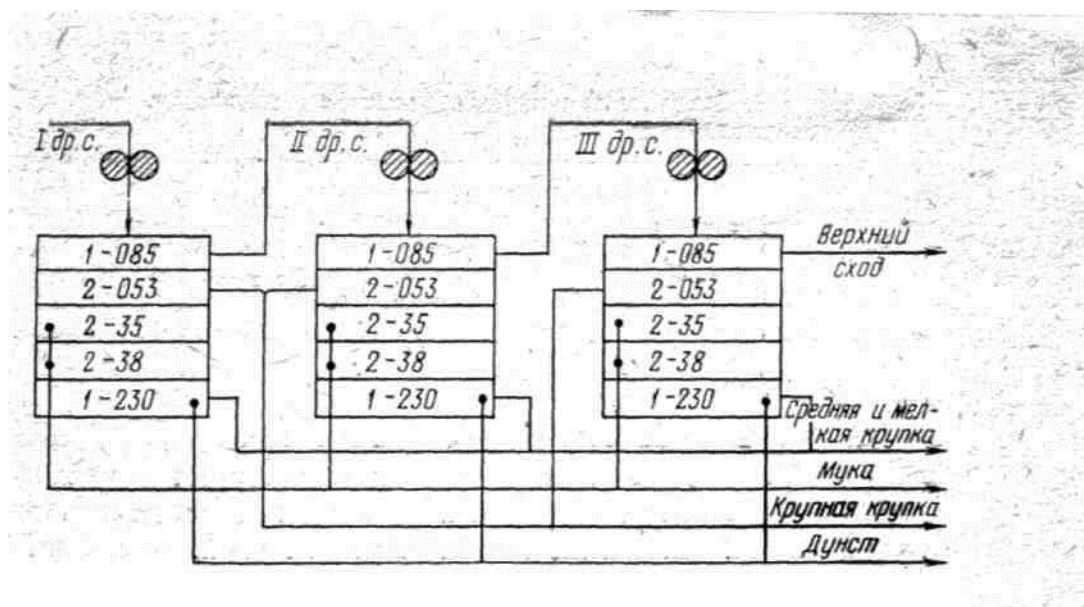 I др.с.
II др.с.
III др.с.
1-085
2-053
2-35
2-38
1-230
1-085
2-053
2-35
2-38
1-230
1-085
2-053
2-35
2-38
1-230
Верхний
сход
Средняя и мел-
кая крупка
Мука
Крупная крупка
Дунст